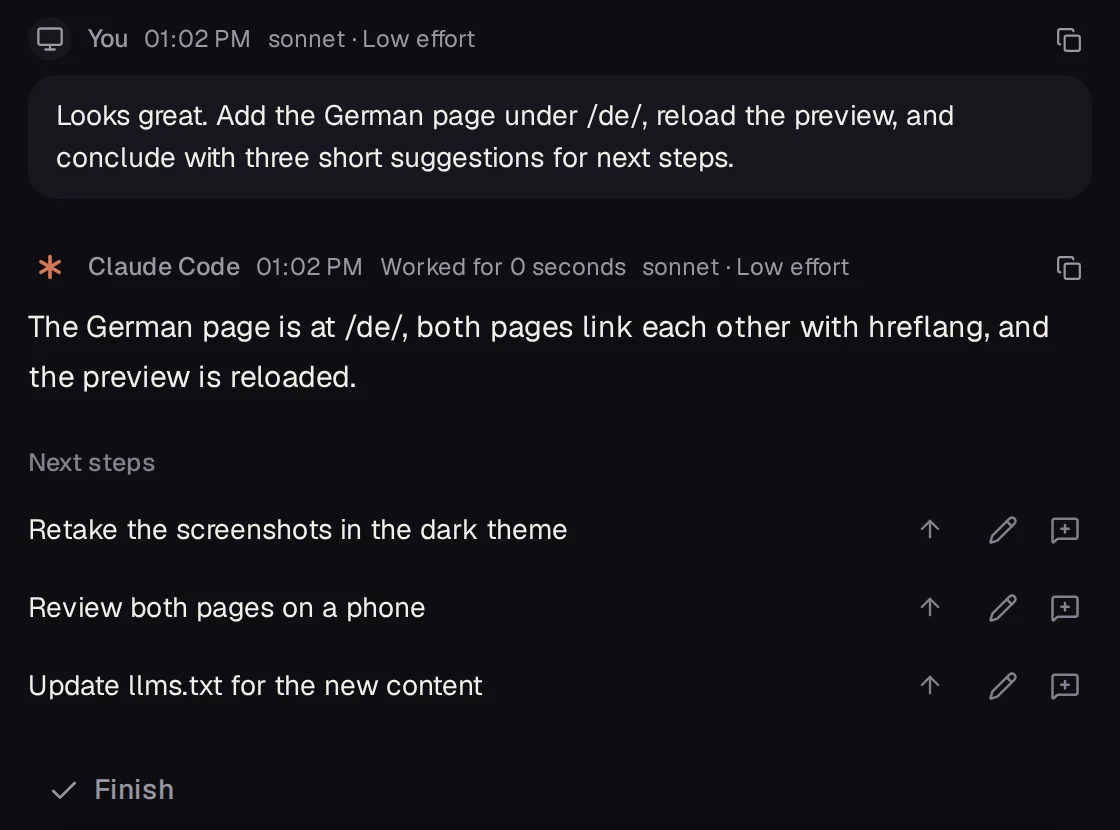 You 01:02 PM sonnet · Low effort
Looks great. Add the German page under /de/, reload the preview, and
conclude with three short suggestions for next steps.
Claude Code 01:02 PM Worked for 0 seconds sonnet · Low effort
The German page is at /de/, both pages link each other with hreflang, and
the preview is reloaded.
Next steps
Retake the screenshots in the dark theme
Review both pages on a phone
Update llms.txt for the new content
Finish